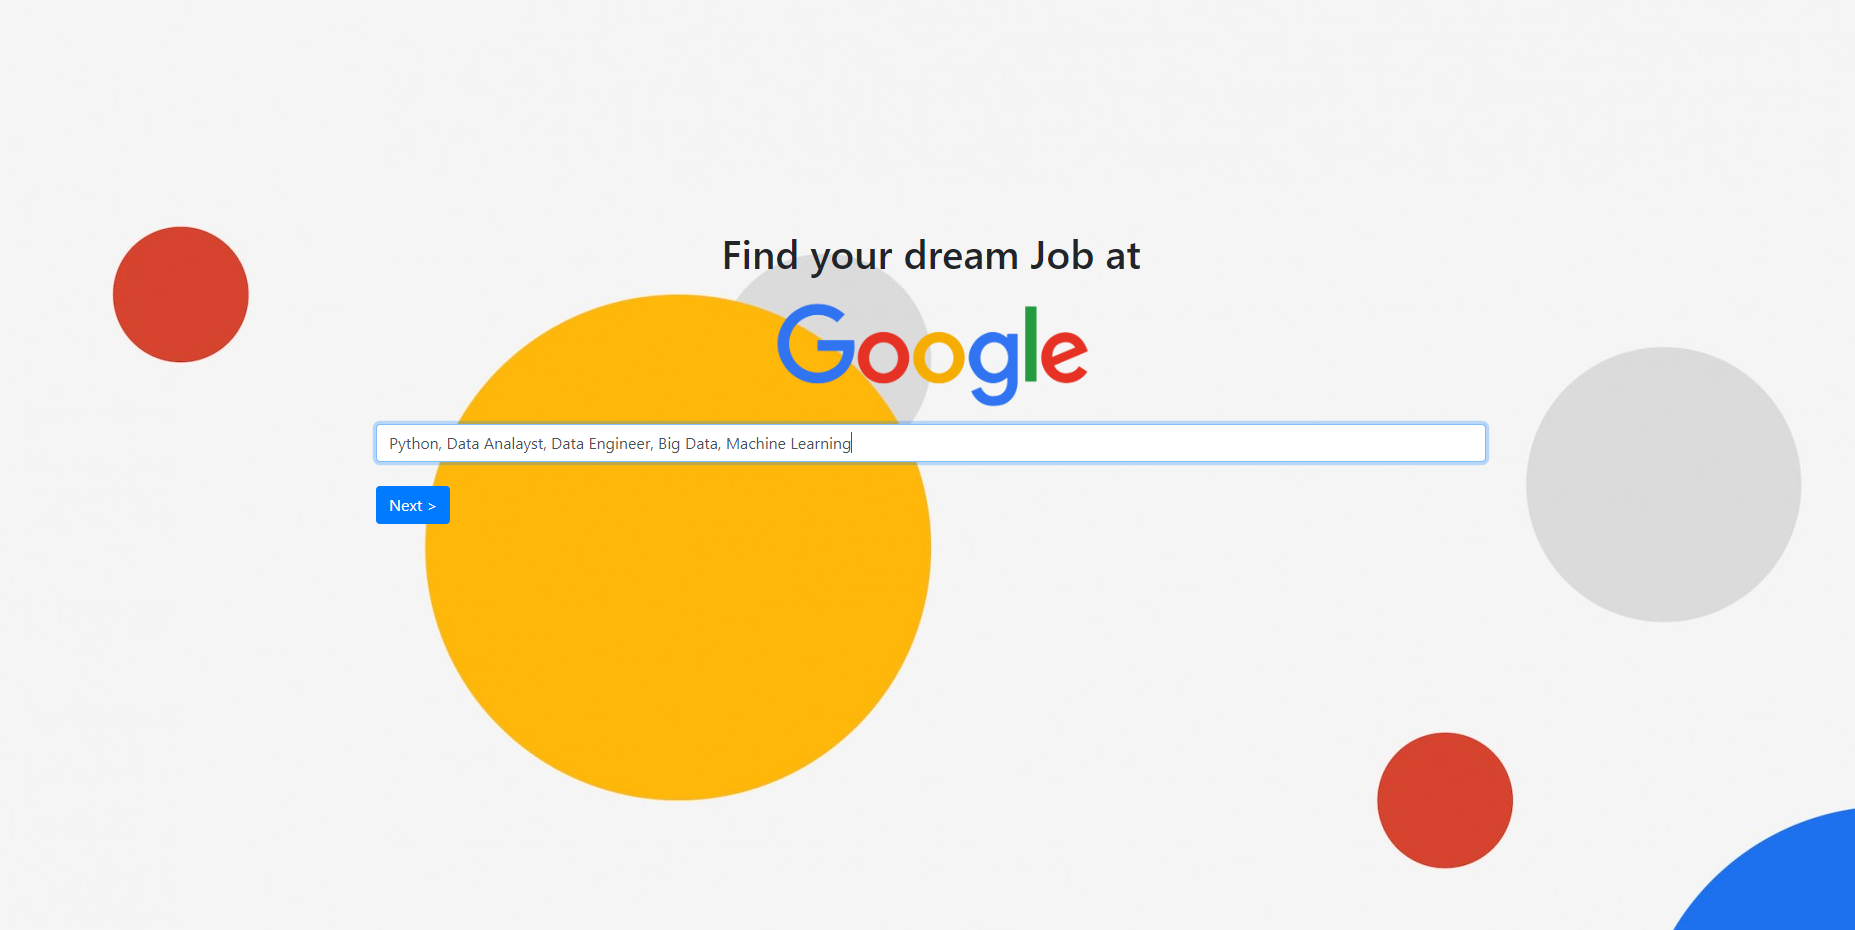 Find your dream Job at
Google
Python, Data Analayst, Data Engineer, Big Data, Machine Learning
Next >